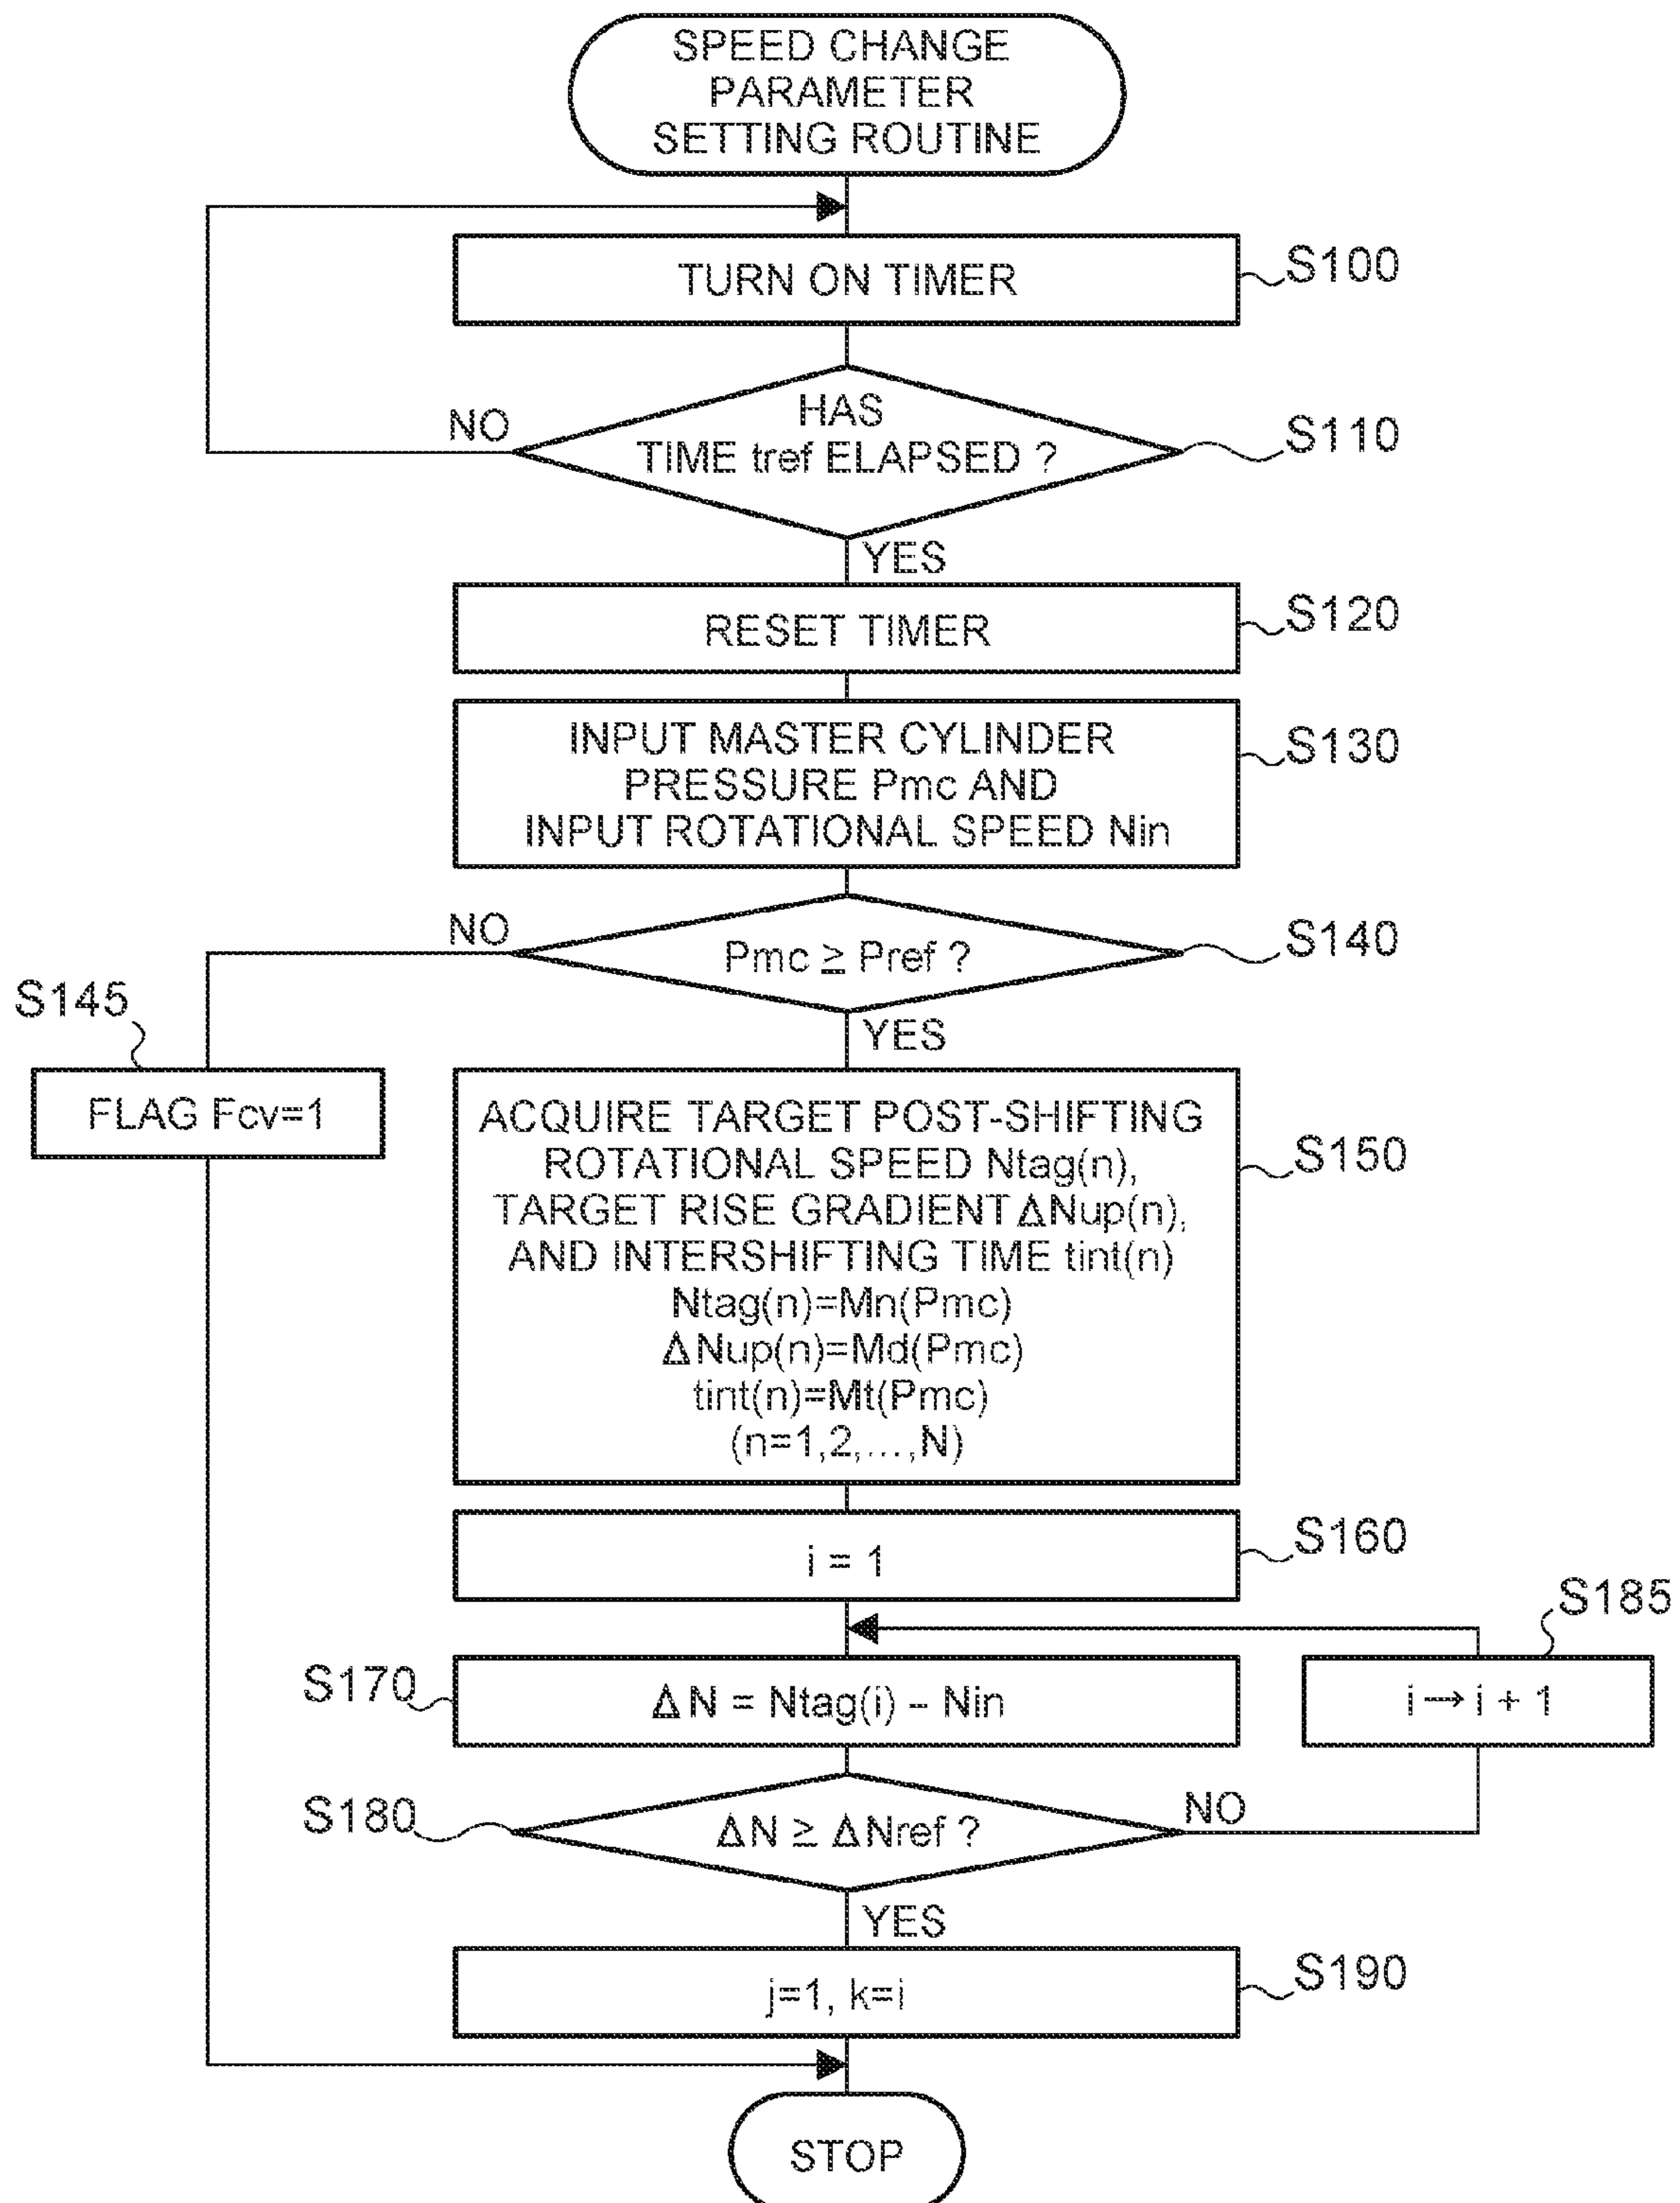 SPEED CHANGE
PARAMETER
SETTING ROUTINE
TURN ON TIMER
S100
HAS
TIME tref ELAPSED ?
NO
S110
YES
RESET TIMER
S120
INPUT MASTER CYLINDER
PRESSURE Pmc AND
INPUT ROTATIONAL SPEED Nin
S130
NO
Pmc ≥ Pref ?
S140
YES
S145
FLAG Fcv=1
ACQUIRE TARGET POST-SHIFTING
ROTATIONAL SPEED Ntag(n),
TARGET RISE GRADIENT ΔNup(n),
AND INTERSHIFTING TIME tint(n)
Ntag(n)=Mn(Pmc)
ΔNup(n)=Md(Pmc)
tint(n)=Mt(Pmc)
(n=1,2,...,N)
S150
i = 1
S160
S185
S170
ΔN = Ntag(i) - Nin
i → i + 1
S180
ΔN ≥ ΔNref ?
NO
YES
j=1, k=i
S190
STOP